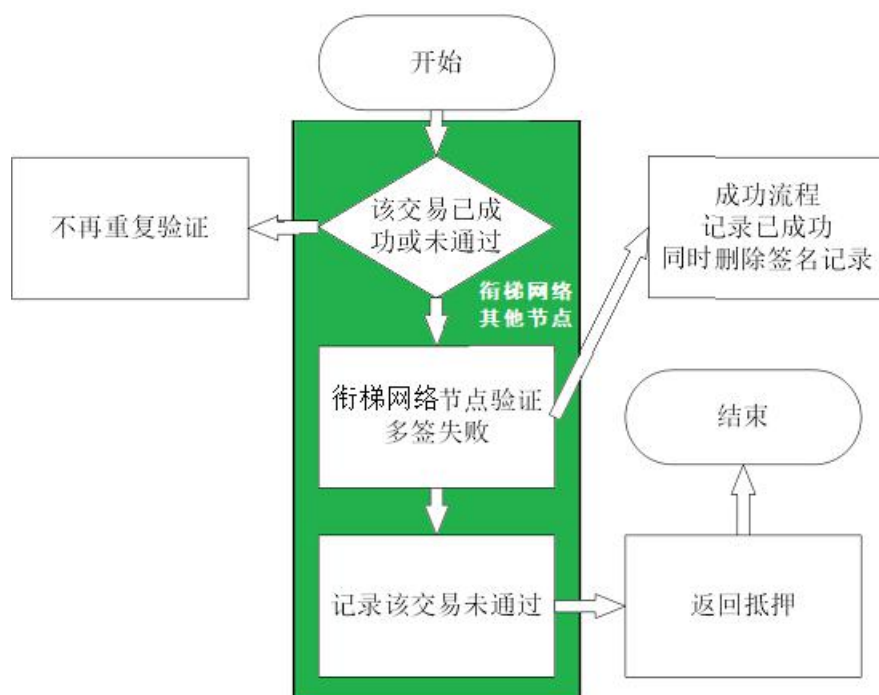 开始
该交易已成
功或未通过
不再重复验证
成功流程
记录已成功
同时删除签名记录
衔梯网络
其他节点
衔梯网络节点验证
多签失败
结束
记录该交易未通过
返回抵押